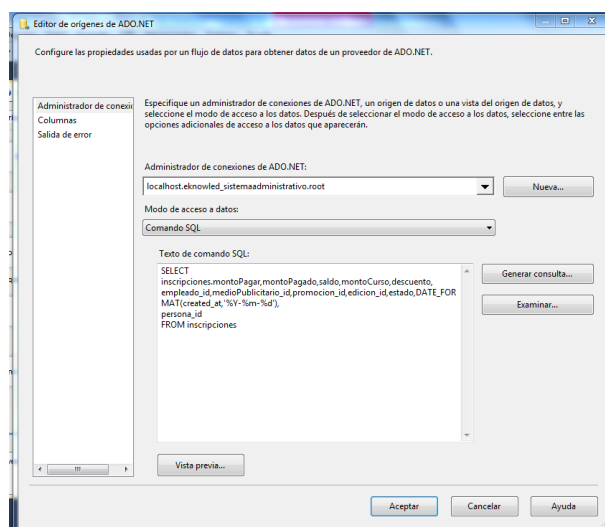 Editor de orígenes de ADO.NET
Configure las propiedades usadas por un flujo de datos para obtener datos de un proveedor de ADO.NET.
Administrador de conexi
Columnas
Salida de error
Especifique un administrador de conexiones de ADO.NET, un origen de datos o una vista del origen de datos, y
seleccione el modo de acceso a los datos. Después de seleccionar el modo de acceso a los datos, seleccione entre las
opciones adicionales de acceso a los datos que aparecerán.
Administrador de conexiones de ADO.NET:
localhost.eknowled_sistemaadministrativo.root
Nueva...
Modo de acceso a datos:
Comando SQL
Texto de comando SQL:
SELECT
inscripciones.montoPagar,montoPagado,saldo,montoCurso,descuento,
empleado_id,medioPublicitario_id,promocion_id,edicion_id,estado,DATE_FOR
MAT(created_at,'%Y-%m-%d'),
persona_id
FROM inscripciones
Generar consulta...
Examinar...
Vista previa...
Aceptar
Cancelar
Ayuda